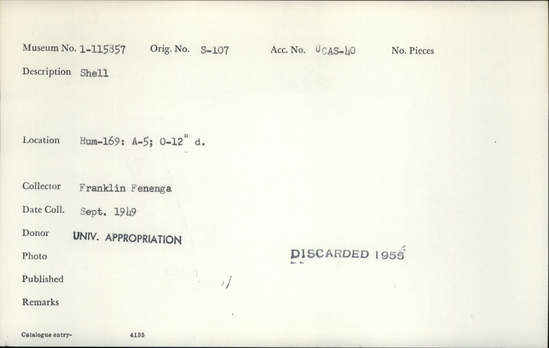 Museum No. 1-115857 Orig. No. S-107 Acc. No. UCAS-40 No. Pieces
Description Shell
Location Hum-169: A-5; 0-12" d.
Collector Franklin Fenenga
Date Coll. Sept. 1949
Donor UNIV. APPROPRIATION
Photo DISCARDED 1955
Published
Remarks
Catalogue entry- 4155